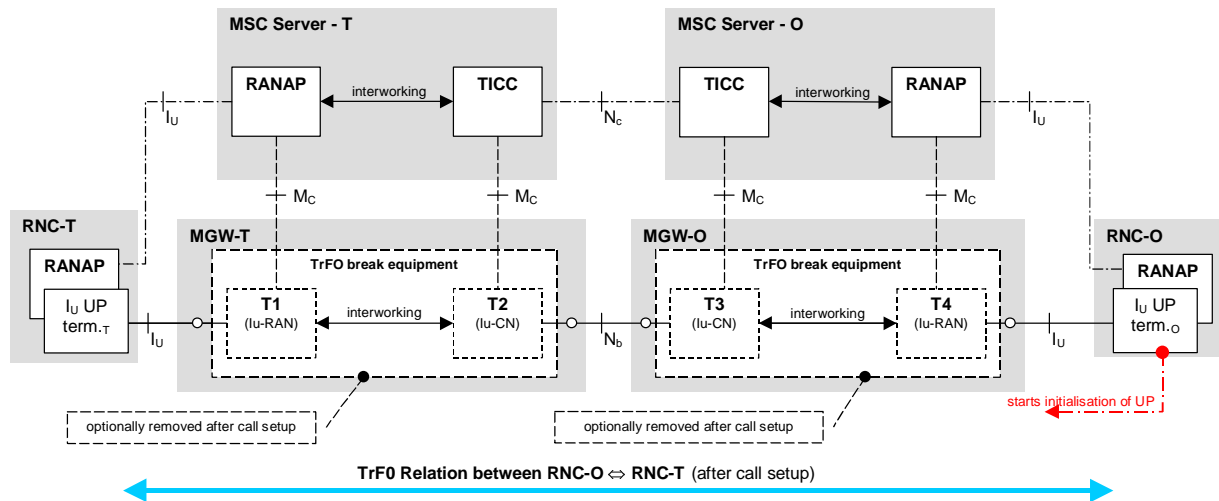 MSC Server - T
MSC Server - O
RANAP
interworking
TICC
TICC
interworking
RANAP
IU
NC
IU
MC
MC
MC
MC
RNC-T
MGW-T
MGW-O
RNC-O
RANAP
TrFO break equipment
TrFO break equipment
RANAP
IU UP
term.T
T1
(Iu-RAN)
interworking
T2
(Iu-CN)
T3
(Iu-CN)
interworking
T4
(Iu-RAN)
IU UP
term.O
IU
Nb
IU
starts initialisation of UP
optionally removed after call setup
optionally removed after call setup
TrF0 Relation between RNC-O ⇔ RNC-T (after call setup)